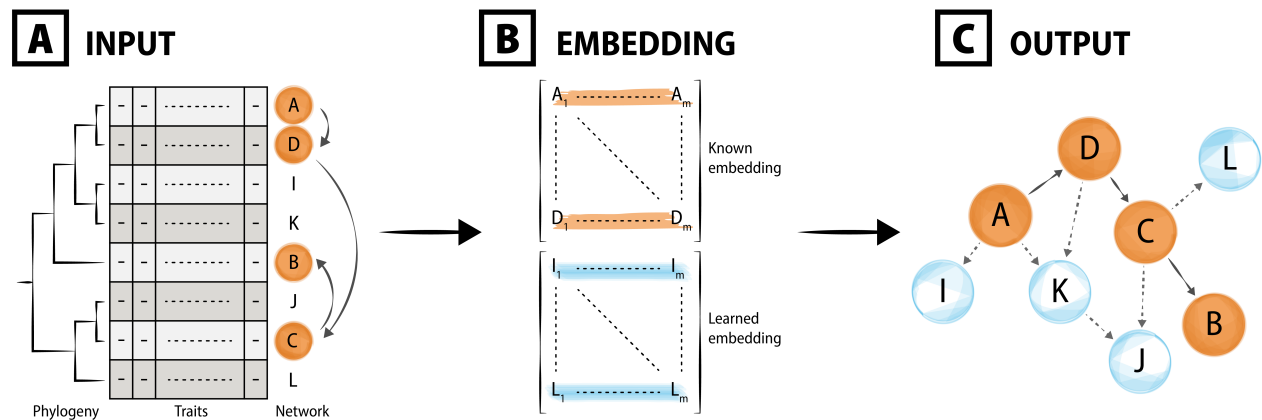 A INPUT
A
D
I
K
B
J
C
L
Phylogeny Traits Network
B EMBEDDING
A1 Am
D1 Dm
Known
embedding
I1 Im
L1 Lm
Learned
embedding
C OUTPUT
D
L
A
C
I
K
B
J